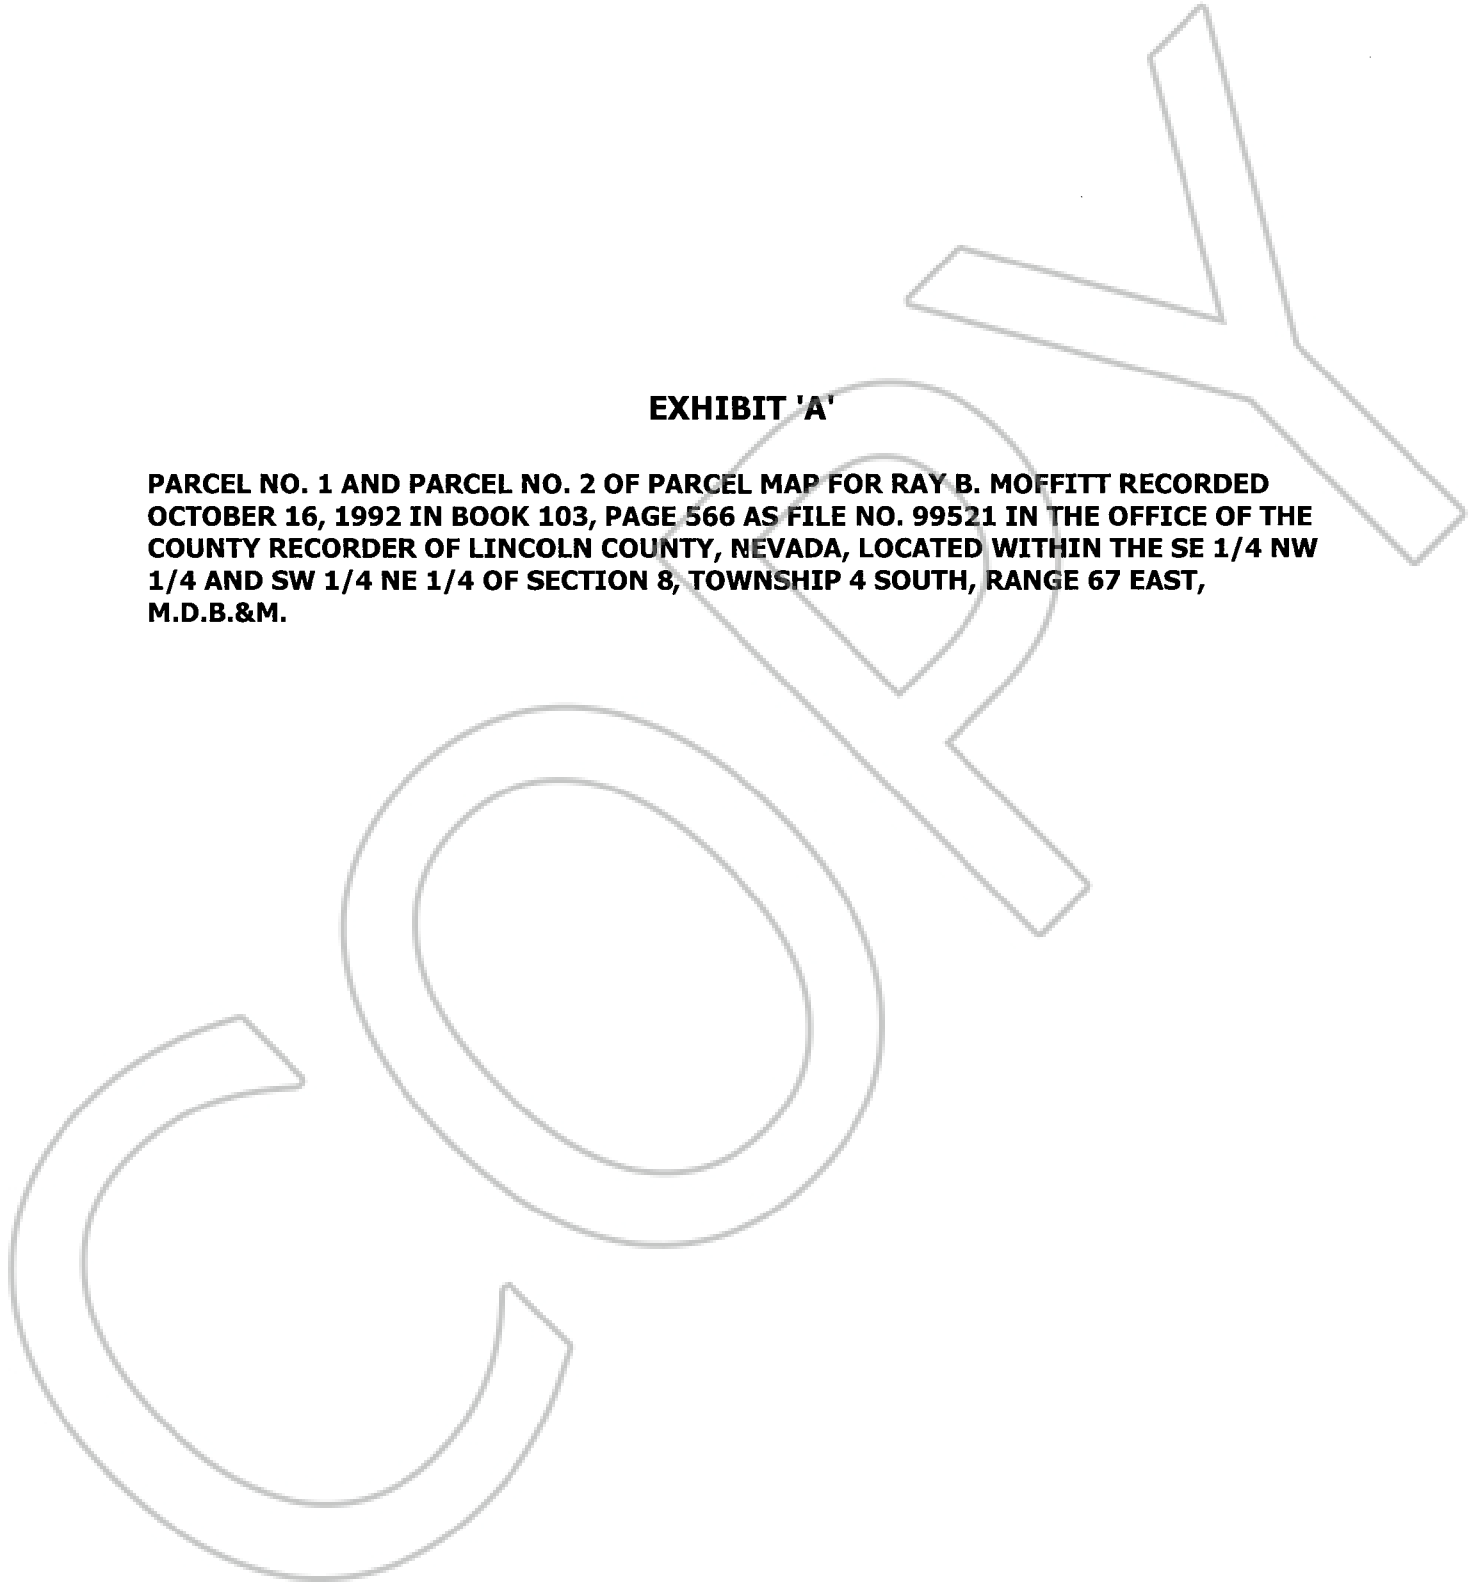 EXHIBIT 'A'
PARCEL NO. 1 AND PARCEL NO. 2 OF PARCEL MAP FOR RAY B. MOFFITT RECORDED
OCTOBER 16, 1992 IN BOOK 103, PAGE 566 AS FILE NO. 99521 IN THE OFFICE OF THE
COUNTY RECORDER OF LINCOLN COUNTY, NEVADA, LOCATED WITHIN THE SE 1/4 NW
1/4 AND SW 1/4 NE 1/4 OF SECTION 8, TOWNSHIP 4 SOUTH, RANGE 67 EAST,
M.D.B.&M.
COPY